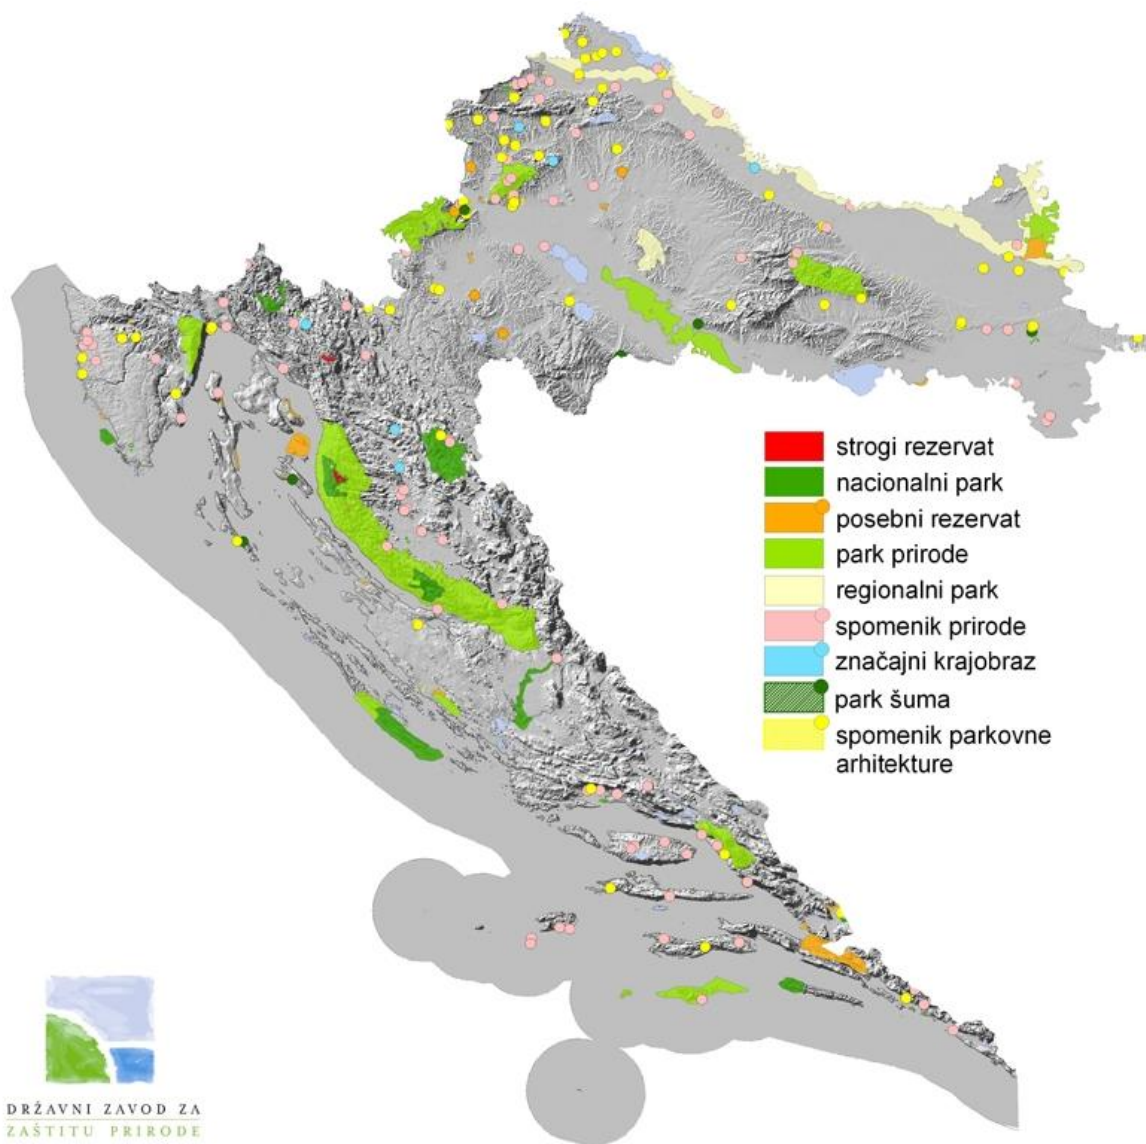 strogi rezervat
nacionalni park
posebni rezervat
park prirode
regionalni park
spomenik prirode
značajni krajobraz
park šuma
spomenik parkovne
arhitekture
DRŽAVNI ZAVOD ZA
ZAŠTITU PRIRODE